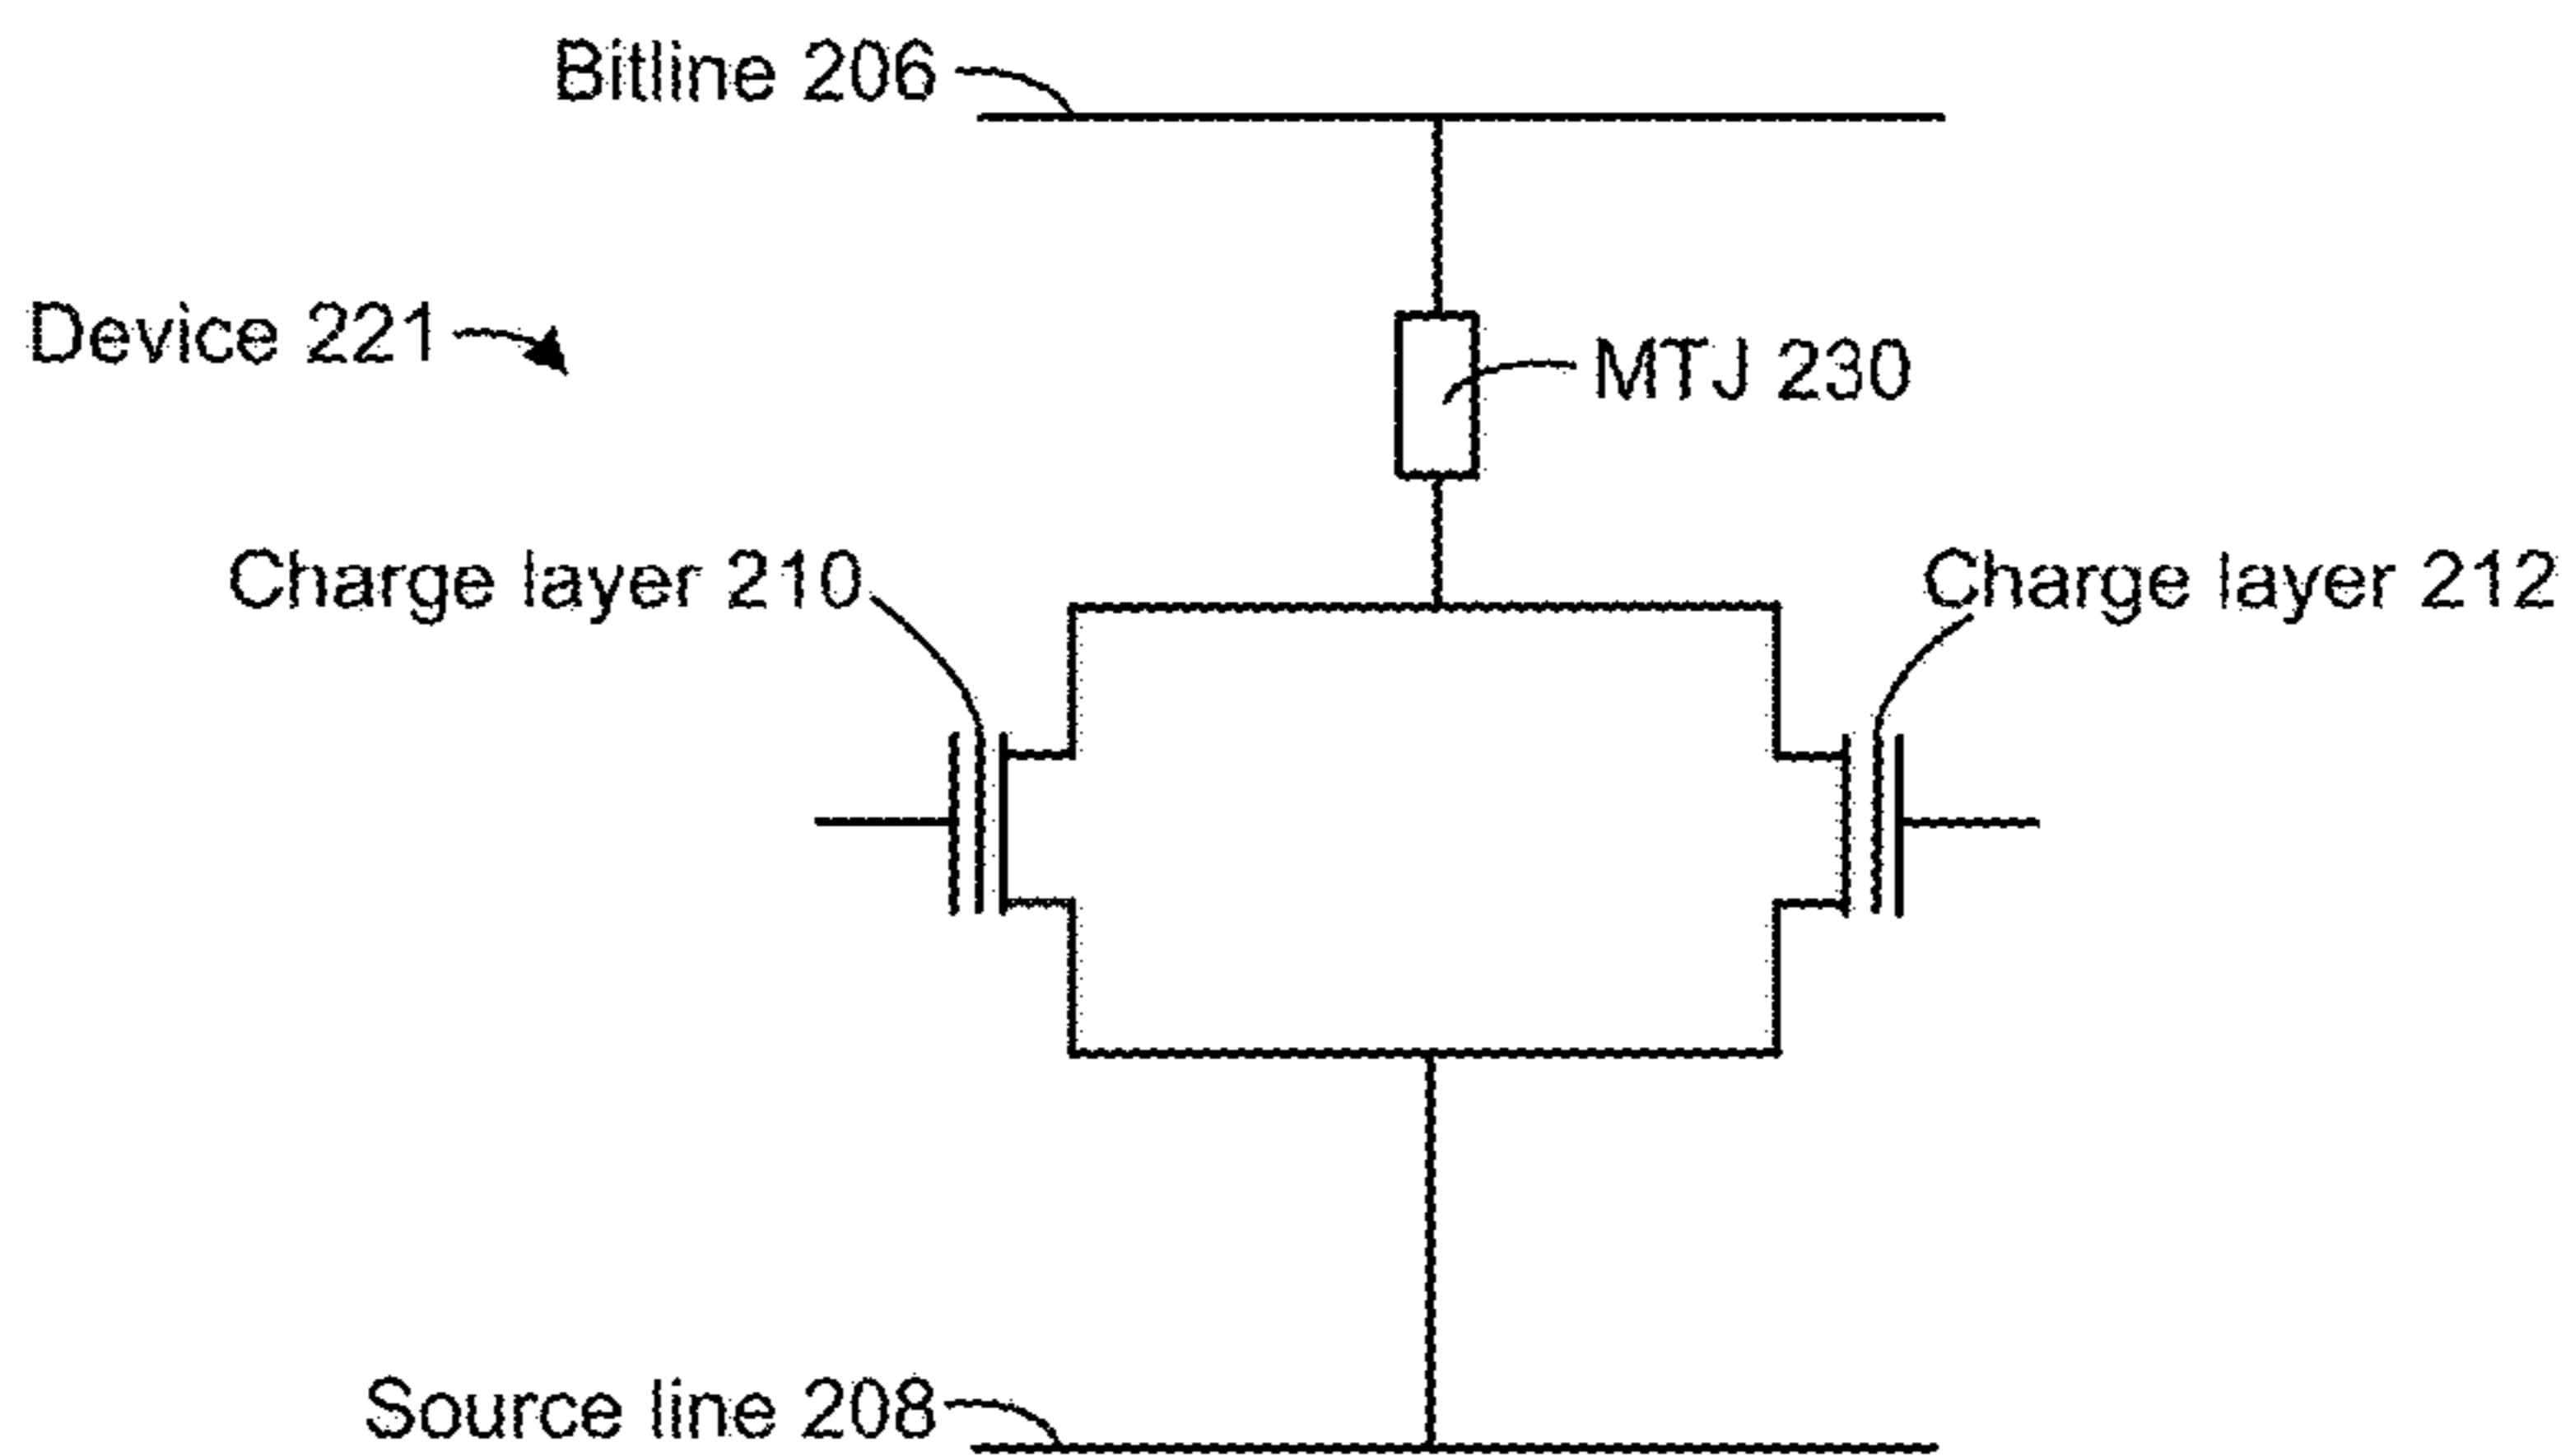 Bitline 206
Device 221
MTJ 230
Charge layer 210
Charge layer 212
Source line 208